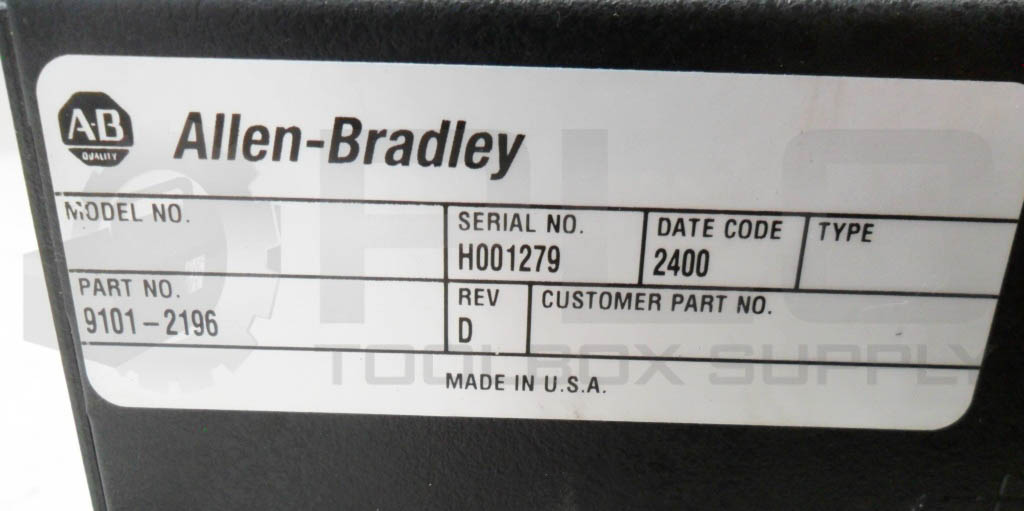 A·B
QUALITY
Allen-Bradley
MODEL NO.
SERIAL NO.
H001279
DATE CODE
2400
TYPE
PART NO.
9101-2196
REV
D
CUSTOMER PART NO.
MADE IN U.S.A.
PLC
TOOLBOX SUPPLY